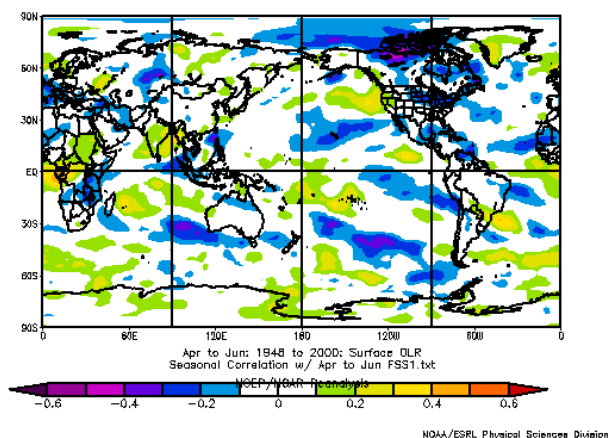 90N
60N
30N
EQ
30S
60S
90S
0 60E 120E 180 120W 60W 0
Apr to Jun: 1948 to 2000: Surface OLR
Seasonal Correlation w/ Apr to Jun FSS1.txt
NCEP/NCAR Reanalysis
-0.6 -0.4 -0.2 0 0.2 0.4 0.6
NOAA/ESRL Physical Sciences Division